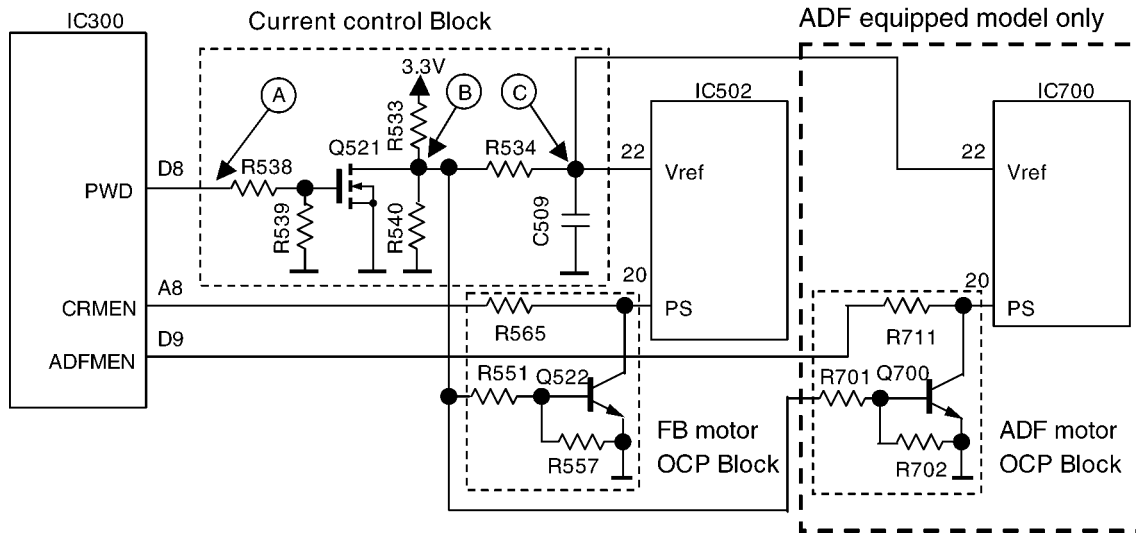 IC300
Current control Block
ADF equipped model only
3.3V
A
B
C
IC502
IC700
R533
Q521
D8
R538
R534
22
22
PWD
Vref
Vref
R539
R540
C509
20
20
A8
CRMEN
PS
PS
R565
R711
D9
ADFMEN
R551
Q522
R701
Q700
FB motor
OCP Block
R557
ADF motor
OCP Block
R702